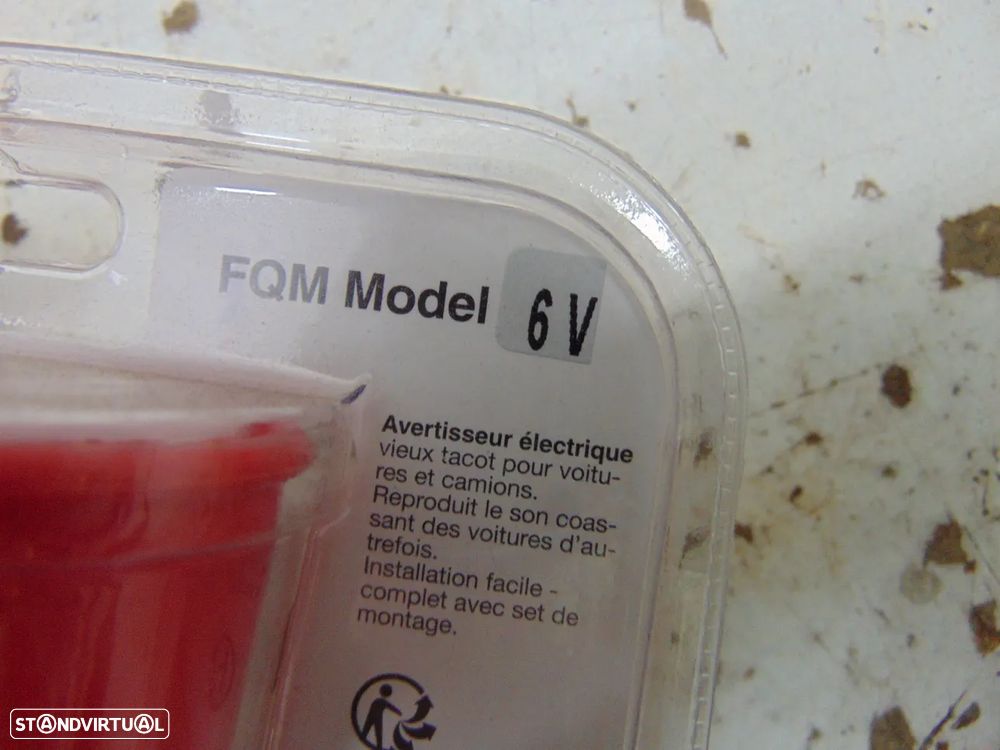 FQM Model 6 V
Avertisseur électrique
vieux tacot pour voitu-
res et camions.
Reproduit le son coas-
sant des voitures d'au-
trefois.
Installation facile -
complet avec set de
montage.
STANDVIRTUAL